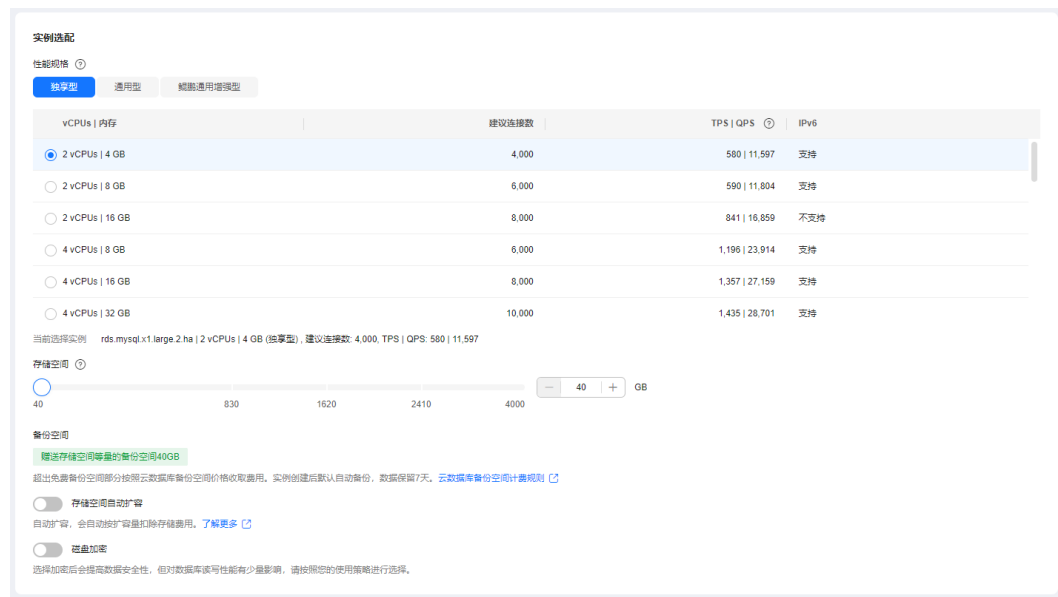 实例选配
性能规格
独享型 通用型 鲲鹏通用增强型
vCPUs | 内存 建议连接数 TPS | QPS IPv6
2 vCPUs | 4 GB 4,000 580 | 11,597 支持
2 vCPUs | 8 GB 6,000 590 | 11,804 支持
2 vCPUs | 16 GB 8,000 841 | 16,859 不支持
4 vCPUs | 8 GB 6,000 1,196 | 23,914 支持
4 vCPUs | 16 GB 8,000 1,357 | 27,159 支持
4 vCPUs | 32 GB 10,000 1,435 | 28,701 支持
当前选择实例 rds.mysql.x1.large.2.ha | 2 vCPUs | 4 GB (独享型) , 建议连接数: 4,000, TPS | QPS: 580 | 11,597
存储空间
40 GB
40 830 1620 2410 4000
备份空间
赠送存储空间等量的备份空间40GB
超出免费备份空间部分按照云数据库备份空间价格收取费用。实例创建后默认自动备份，数据保留7天。云数据库备份空间计费规则
存储空间自动扩容
自动扩容，会自动按扩容量扣除存储费用。了解更多
磁盘加密
选择加密后会提高数据安全性，但对数据库读写性能有少量影响，请按照您的使用策略进行选择。